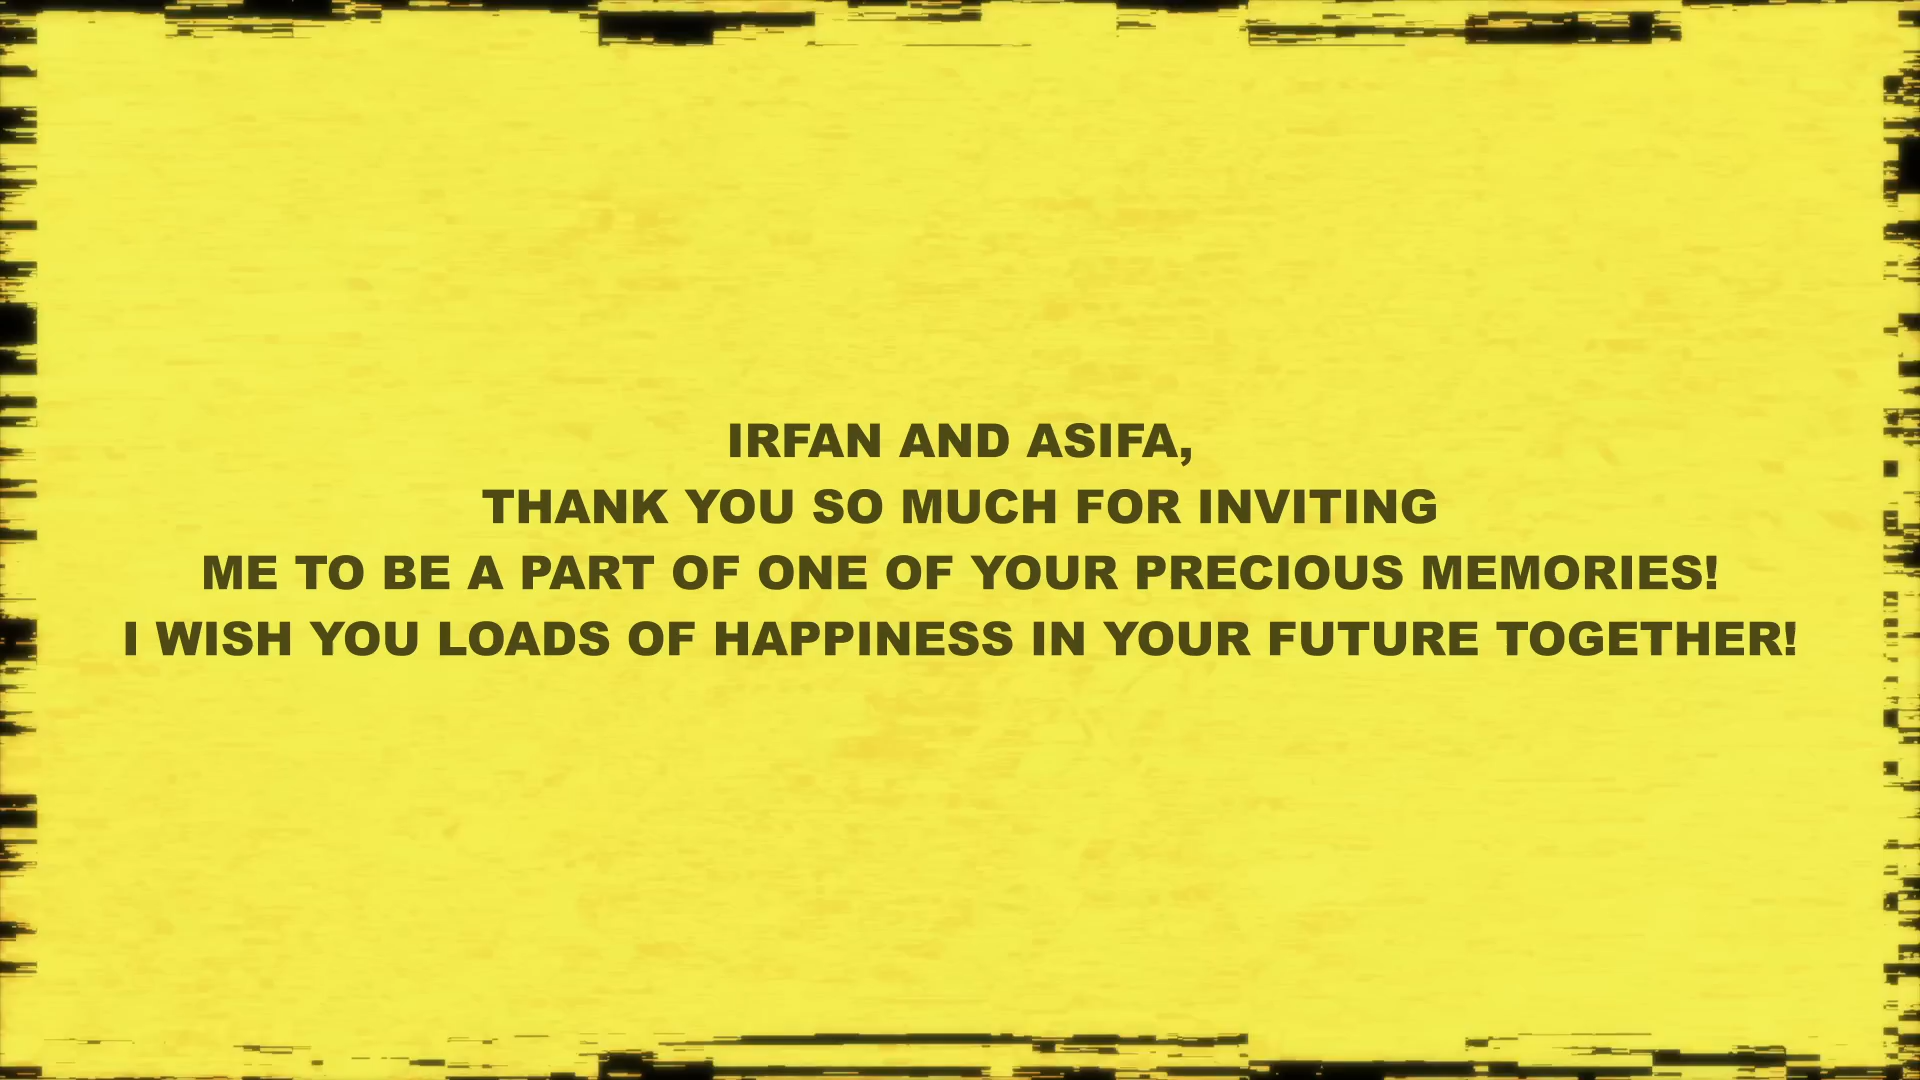 IRFAN AND ASIFA,
THANK YOU SO MUCH FOR INVITING
ME TO BE A PART OF ONE OF YOUR PRECIOUS MEMORIES!
I WISH YOU LOADS OF HAPPINESS IN YOUR FUTURE TOGETHER!